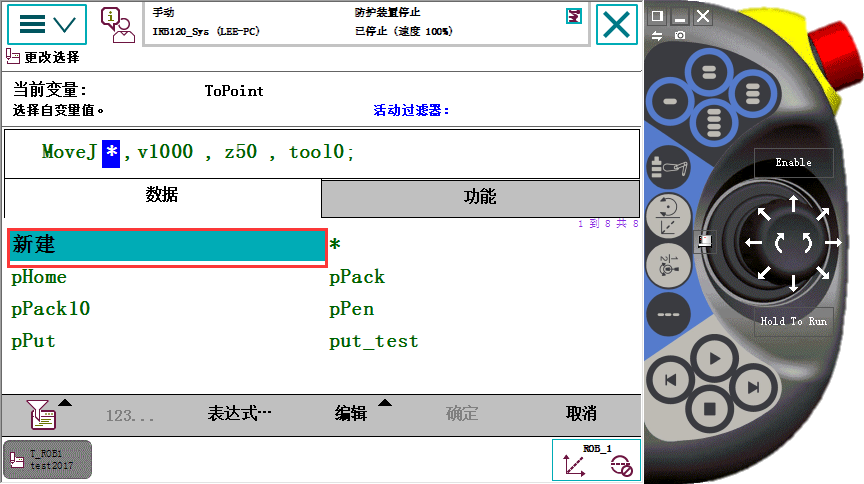 手动
防护装置停止
IRB120_Sys (LEE-PC)
已停止 (速度 100%)
更改选择
当前变量: ToPoint
选择自变量值。 活动过滤器:
MoveJ * , v1000 , z50 , tool0;
数据 功能
1 到 8 共 8
新建 *
pHome pPack
pPack10 pPen
pPut put_test
123... 表达式… 编辑 确定 取消
T_ROB1
test2017
ROB_1
Enable
Hold To Run